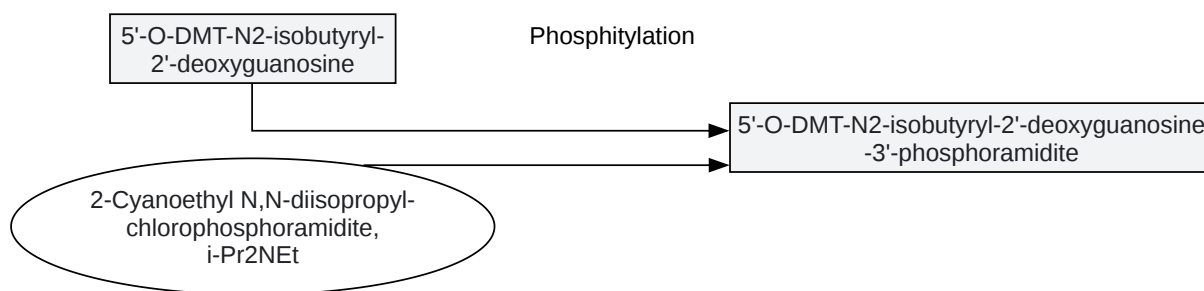 5'-O-DMT-N2-isobutyryl-
2'-deoxyguanosine
Phosphitylation
5'-O-DMT-N2-isobutyryl-2'-deoxyguanosine
-3'-phosphoramidite
2-Cyanoethyl N,N-diisopropyl-
chlorophosphoramidite,
i-Pr2NEt